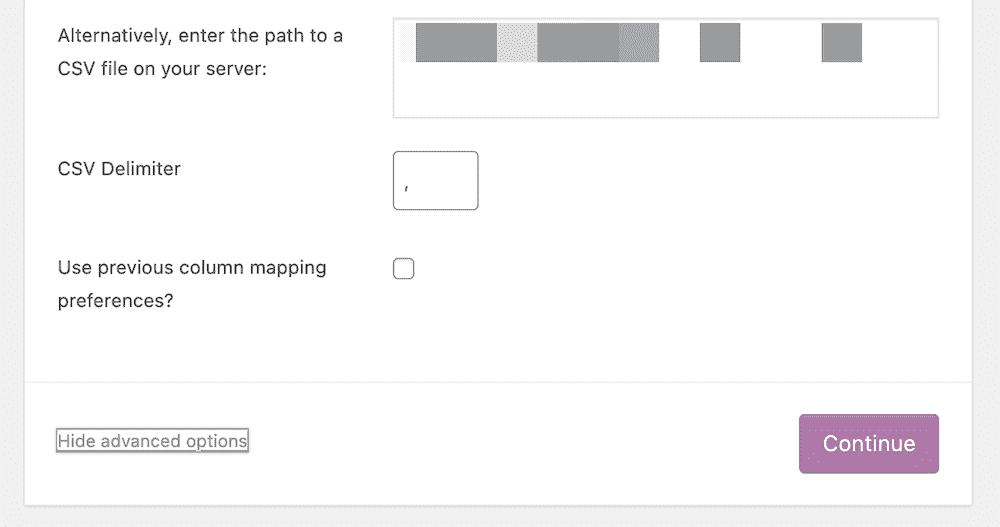 Alternatively, enter the path to a
CSV file on your server:
CSV Delimiter
,
Use previous column mapping
preferences?
Hide advanced options
Continue